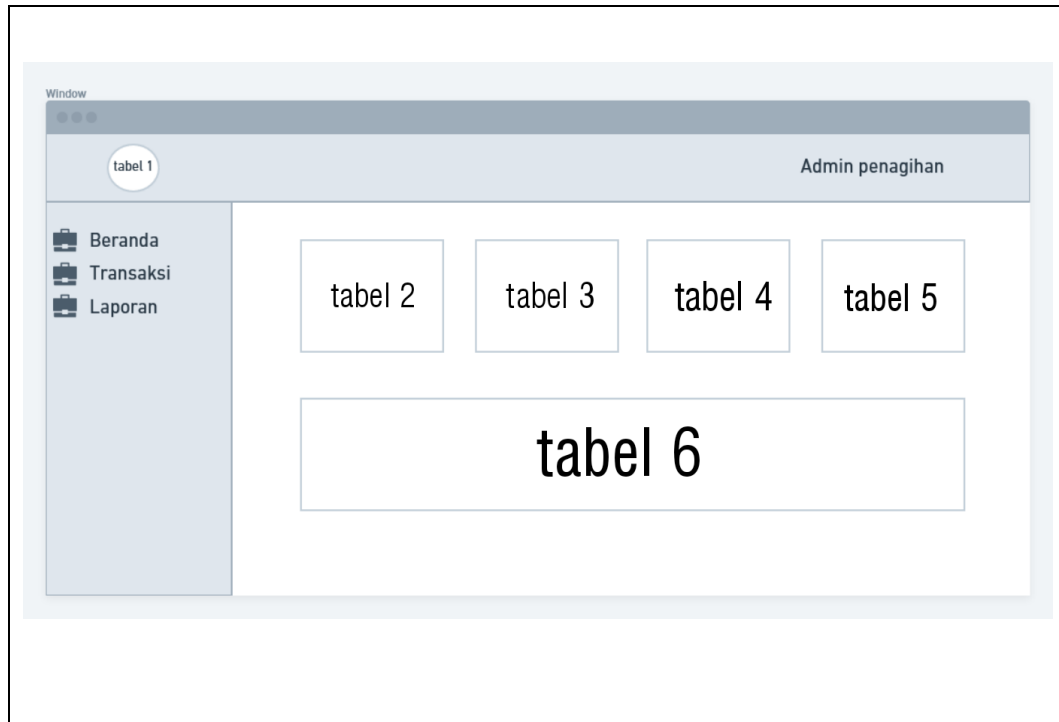 Window
tabel 1
Admin penagihan
Beranda
Transaksi
Laporan
tabel 2
tabel 3
tabel 4
tabel 5
tabel 6